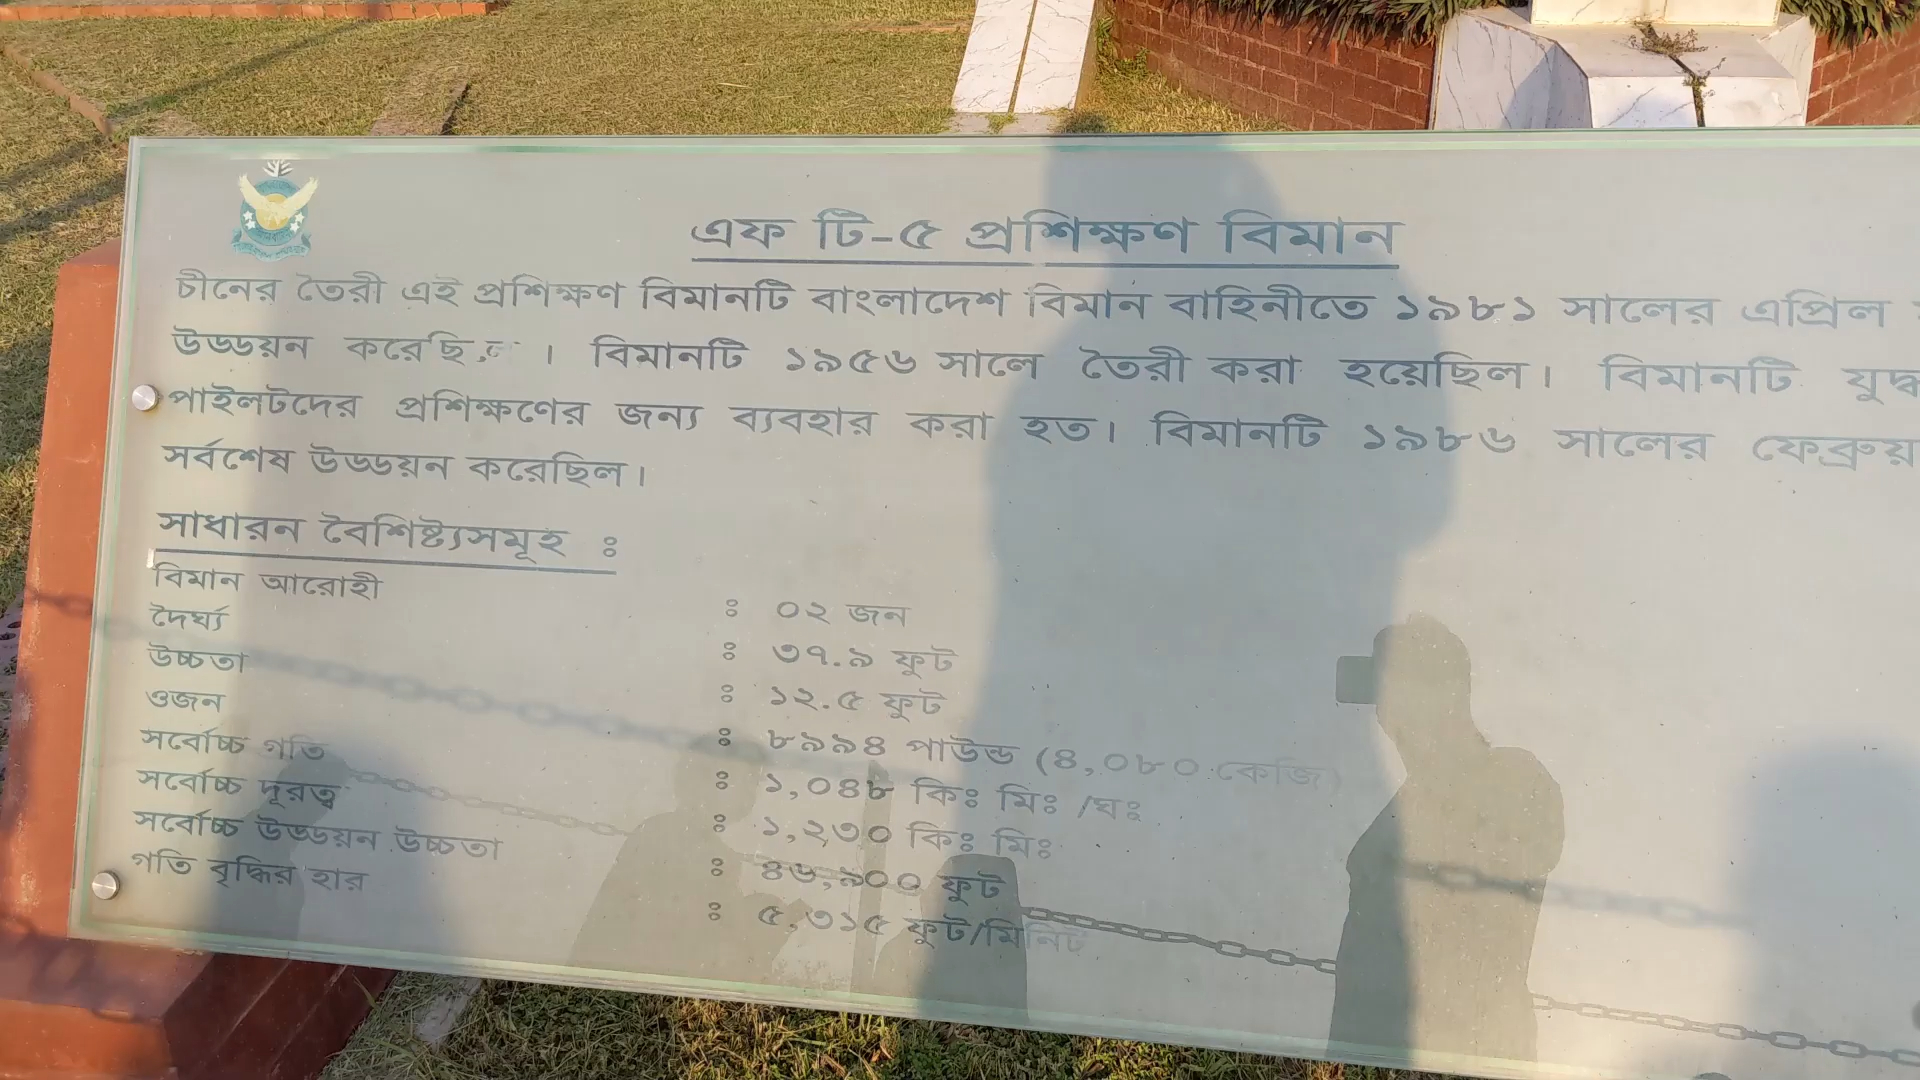 এফ টি-৫ প্রশিক্ষণ বিমান
চীনের তৈরী এই প্রশিক্ষণ বিমানটি বাংলাদেশ বিমান বাহিনীতে ১৯৮১ সালের এপ্রিল
উড্ডয়ন করেছিল । বিমানটি ১৯৫৬ সালে তৈরী করা হয়েছিল। বিমানটি
পাইলটদের প্রশিক্ষণের জন্য ব্যবহার করা হত। বিমানটি ১৯৮৬ সালের
সর্বশেষ উড্ডয়ন করেছিল।
সাধারন বৈশিষ্ট্যসমূহ ঃ
বিমান আরোহী ঃ ০২ জন
দৈর্ঘ্য ঃ ৩৭.৯ ফুট
উচ্চতা ঃ ১২.৫ ফুট
ওজন ঃ ৮৯৯৪ পাউন্ড (৪,০৮০ কেজি)
সর্বোচ্চ গতি ঃ ১,০৪৮ কিঃ মিঃ /ঘঃ
সর্বোচ্চ দূরত্ব ঃ ১,২৩০ কিঃ মিঃ
সর্বোচ্চ উড্ডয়ন উচ্চতা ঃ ৪৬,৯০০ ফুট
গতি বৃদ্ধির হার ঃ ৫,৩১৫ ফুট/মিনিট